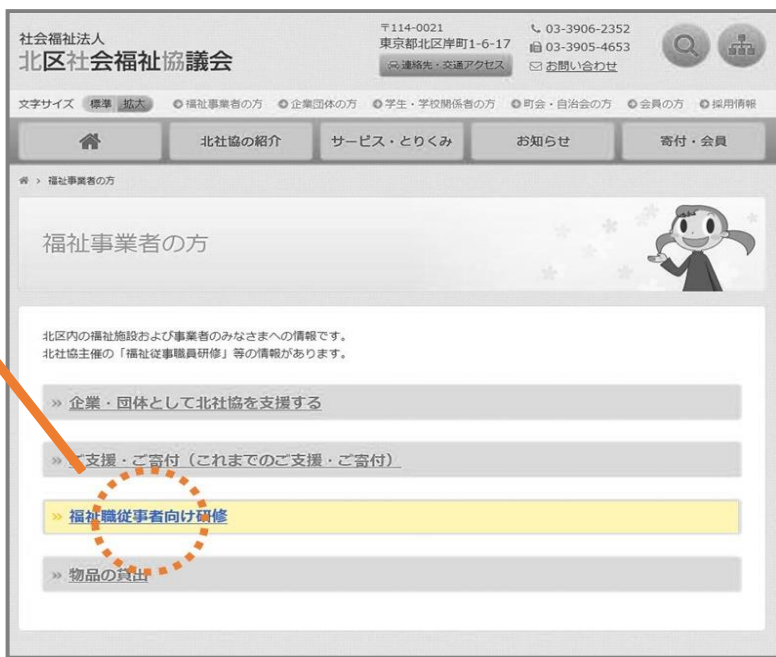 社会福祉法人
北区社会福祉協議会
〒114-0021
東京都北区岸町1-6-17
連絡先・交通アクセス
03-3906-2352
03-3905-4653
お問い合わせ
文字サイズ 標準 拡大 福祉事業者の方 企業団体の方 学生・学校関係者の方 町会・自治会の方 会員の方 採用情報
北社協の紹介 サービス・とりくみ お知らせ 寄付・会員
> 福祉事業者の方
福祉事業者の方
北区内の福祉施設および事業者のみなさまへの情報です。
北社協主催の「福祉従事職員研修」等の情報があります。
» 企業・団体として北社協を支援する
» ご支援・ご寄付（これまでのご支援・ご寄付）
» 福祉職従事者向け研修
» 物品の貸出